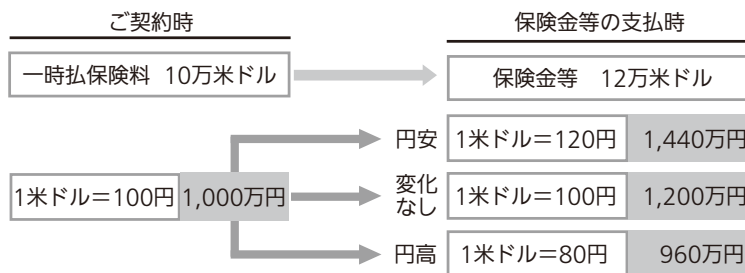 ご契約時
保険金等の支払時
一時払保険料 10万米ドル
保険金等 12万米ドル
円安 1米ドル＝120円 1,440万円
1米ドル＝100円 1,000万円
変化
なし
1米ドル＝100円 1,200万円
円高 1米ドル＝80円 960万円